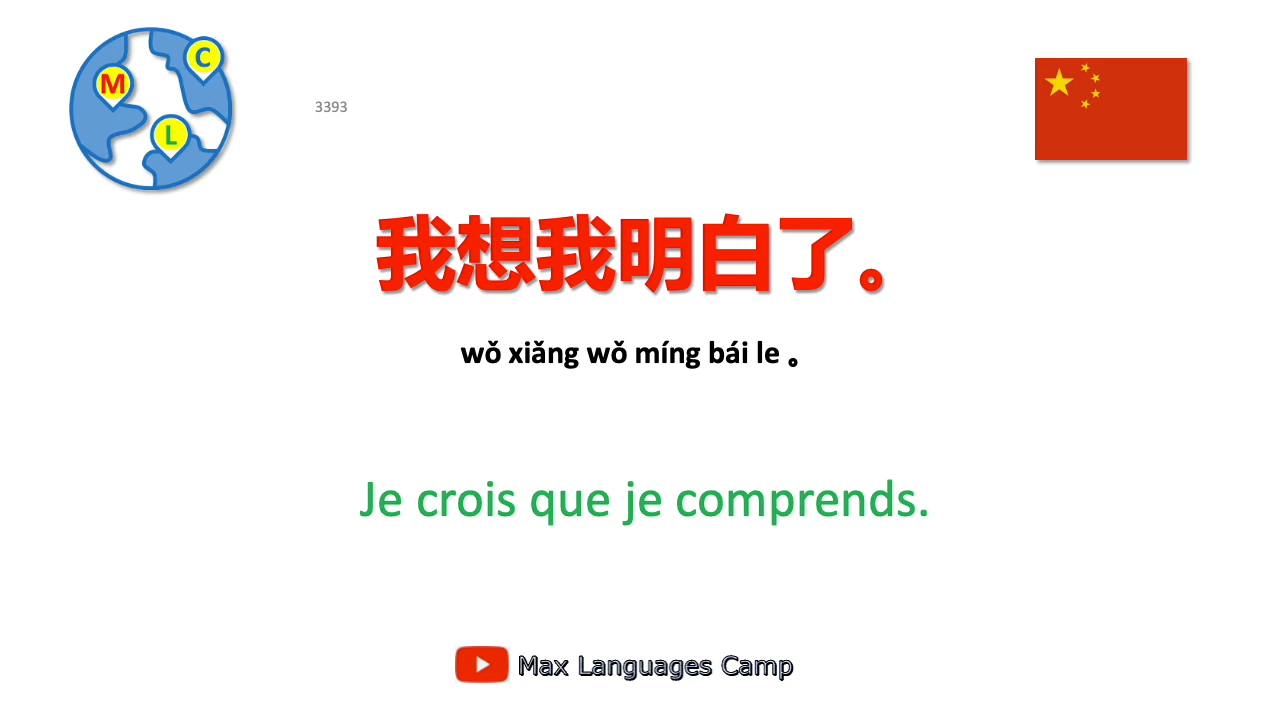 C
M
L
3393
我想我明白了。
wǒ xiǎng wǒ míng bái le 。
Je crois que je comprends.
Max Languages Camp